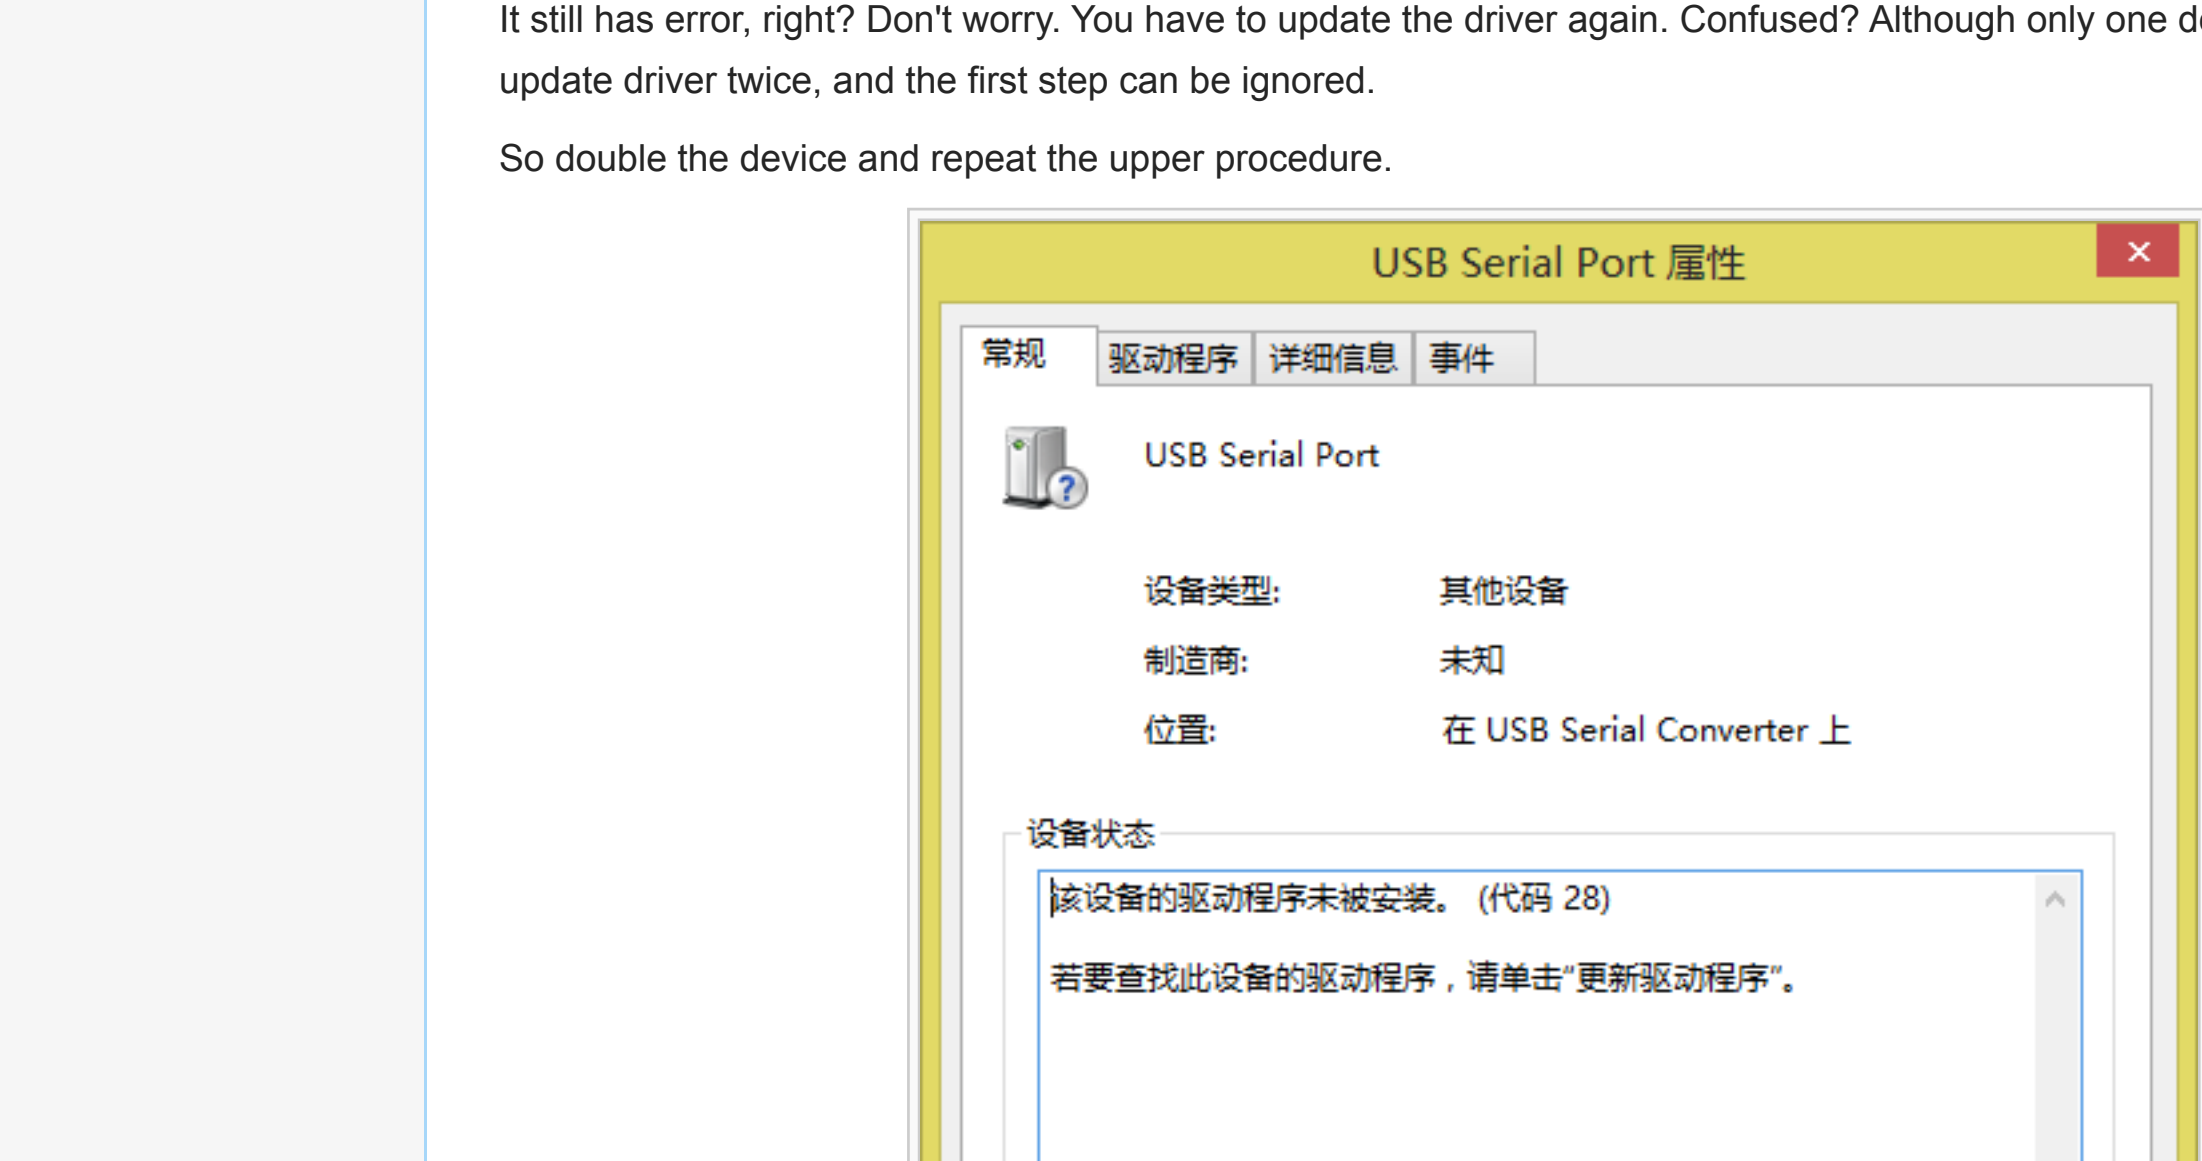 It still has error, right? Don't worry. You have to update the driver again. Confused? Although only one
update driver twice, and the first step can be ignored.
So double the device and repeat the upper procedure.
USB Serial Port 属性
常规 驱动程序 详细信息 事件
USB Serial Port
设备类型: 其他设备
制造商: 未知
位置: 在 USB Serial Converter 上
设备状态
该设备的驱动程序未被安装。 (代码 28)
若要查找此设备的驱动程序，请单击“更新驱动程序”。